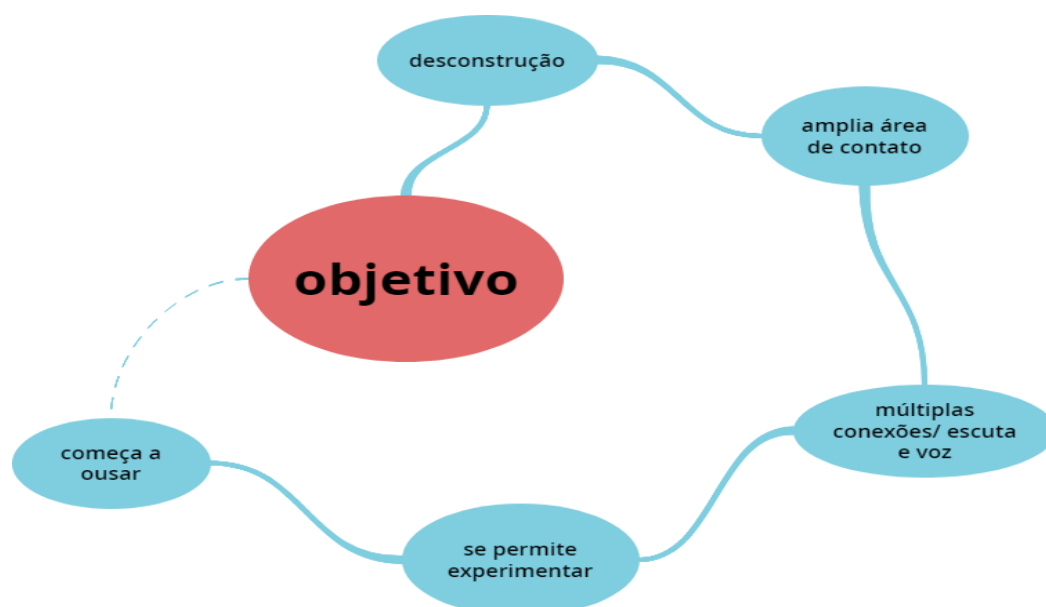 desconstrução
amplia área
de contato
objetivo
múltiplas
conexões/ escuta
e voz
começa a
ousar
se permite
experimentar